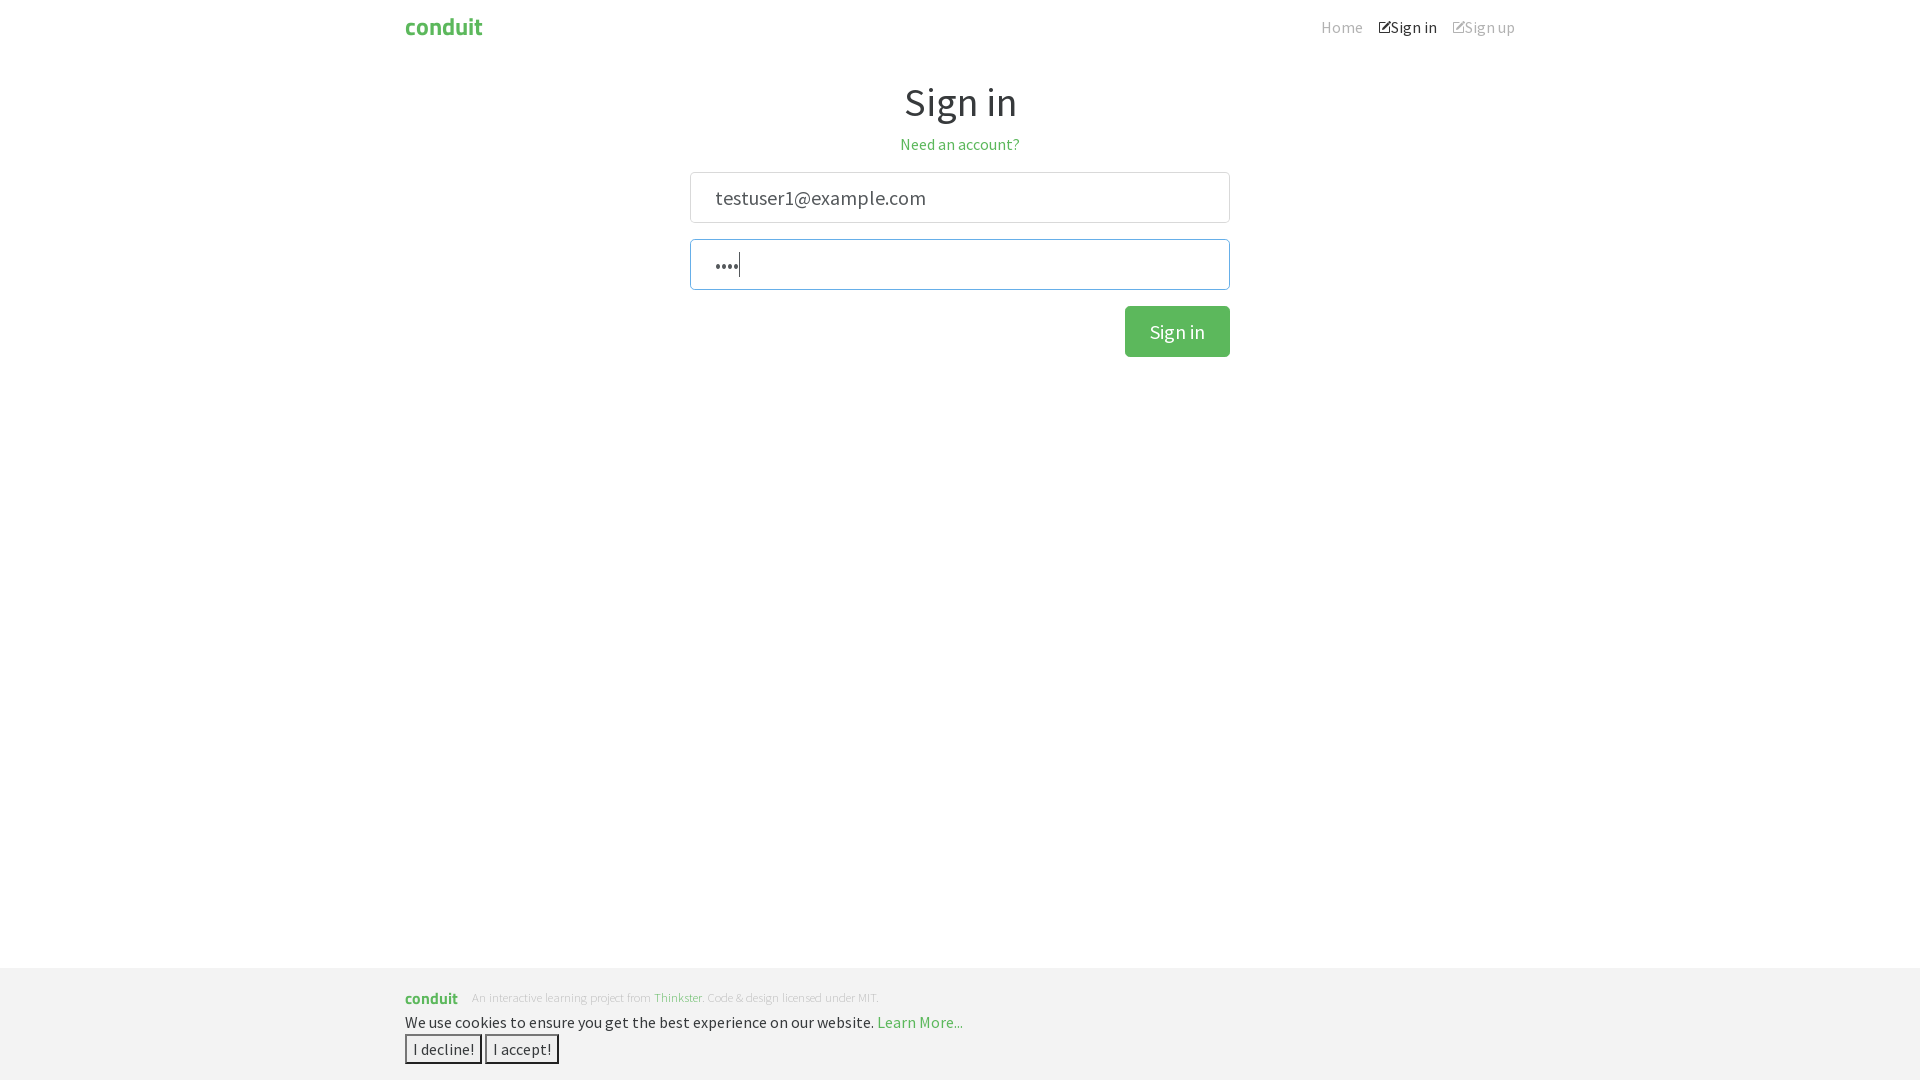 conduit
Home Sign in Sign up
Sign in
Need an account?
testuser1@example.com
••••
Sign in
conduit An interactive learning project from Thinkster. Code & design licensed under MIT.
We use cookies to ensure you get the best experience on our website. Learn More...
I decline! I accept!